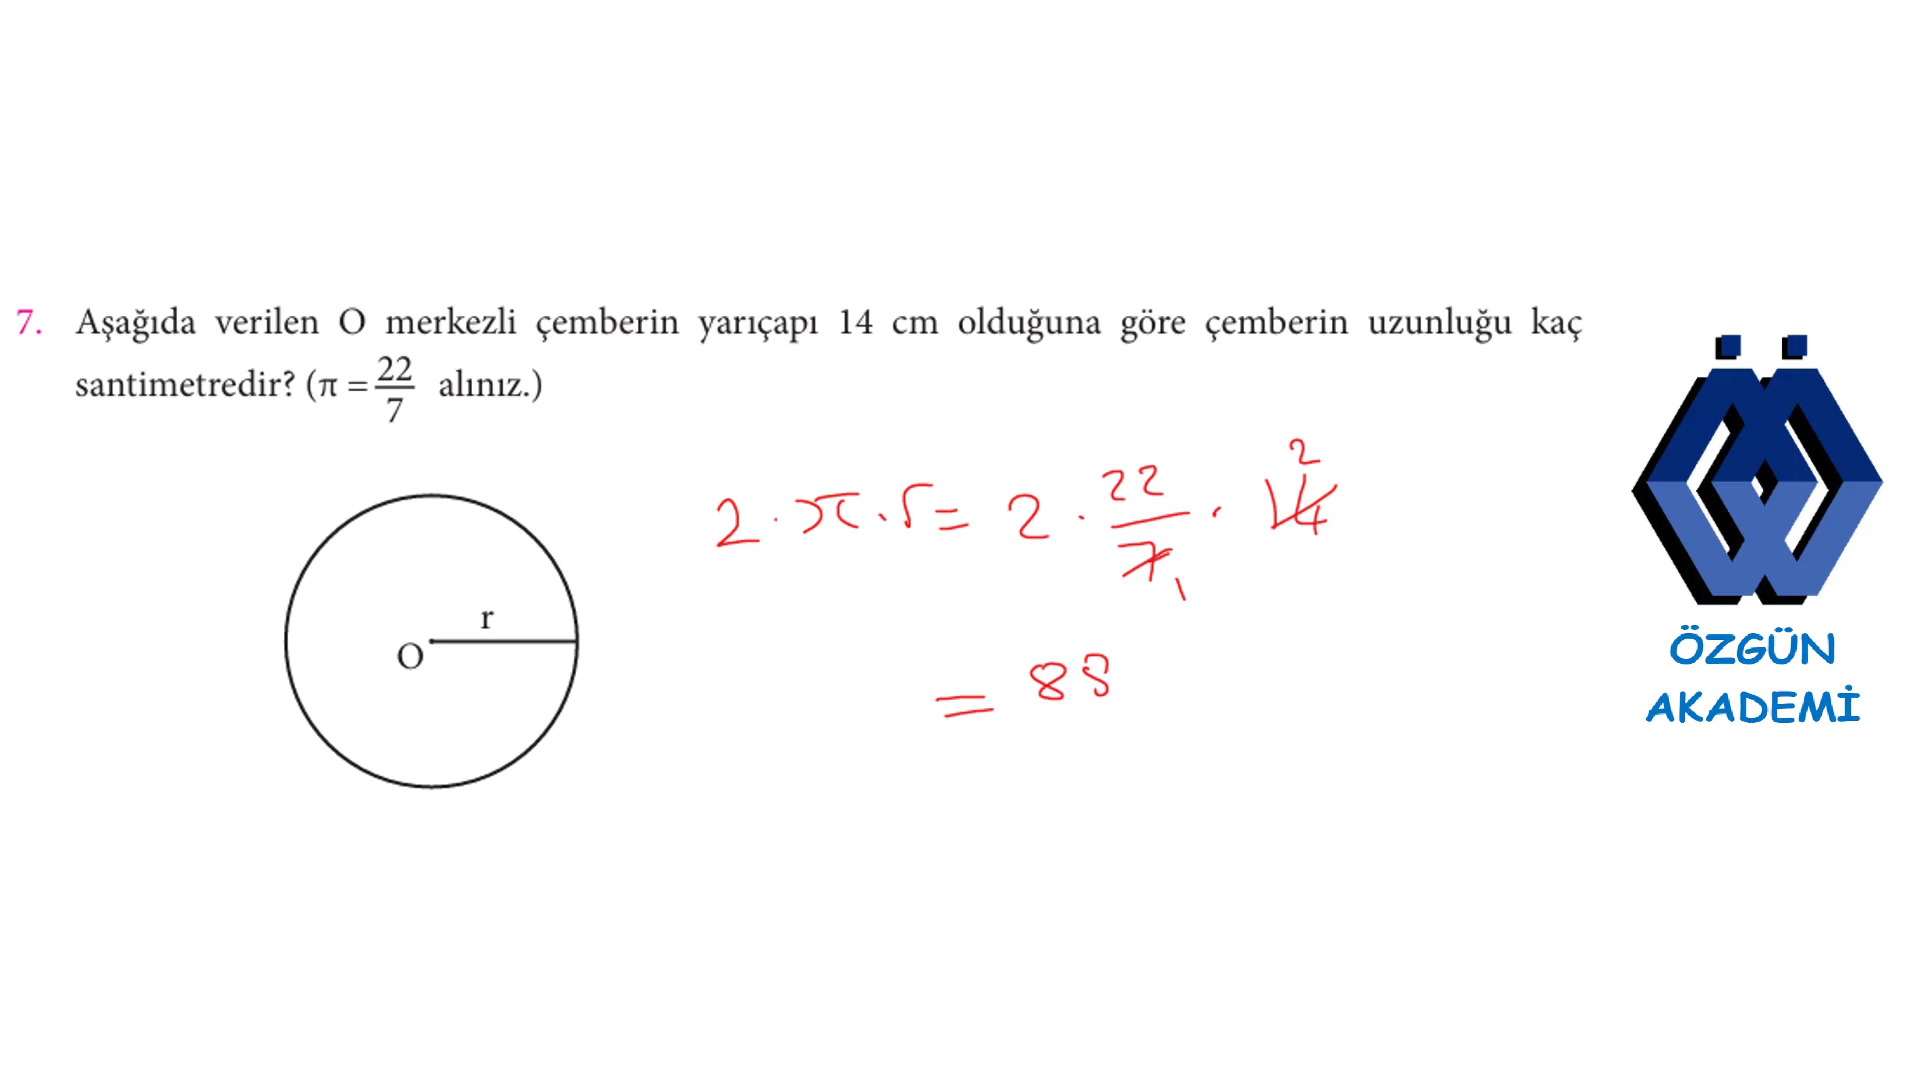 7. Aşağıda verilen O merkezli çemberin yarıçapı 14 cm olduğuna göre çemberin uzunluğu kaç
santimetredir? (π = 22/7 alınız.)
2 · π · r = 2 · 22/7 1 · 14 2
= 88
r
O
ÖZGÜN
AKADEMİ